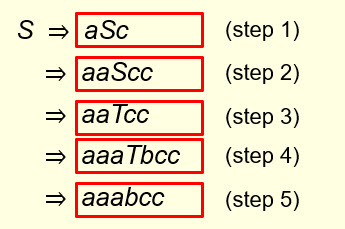 S ⇒ aSc (step 1)
⇒ aaScc (step 2)
⇒ aaTcc (step 3)
⇒ aaaTbcc (step 4)
⇒ aaabcc (step 5)